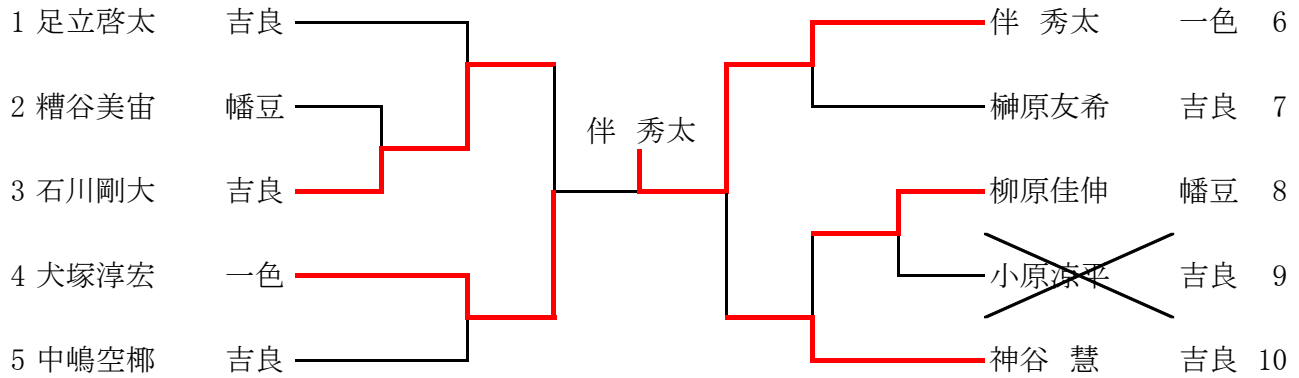 1 足立啓太 吉良
2 糟谷美宙 幡豆
3 石川剛大 吉良
4 犬塚淳宏 一色
5 中嶋空椰 吉良
伴 秀太
伴 秀太 一色 6
榊原友希 吉良 7
柳原佳伸 幡豆 8
小原涼平 吉良 9
神谷 慧 吉良 10